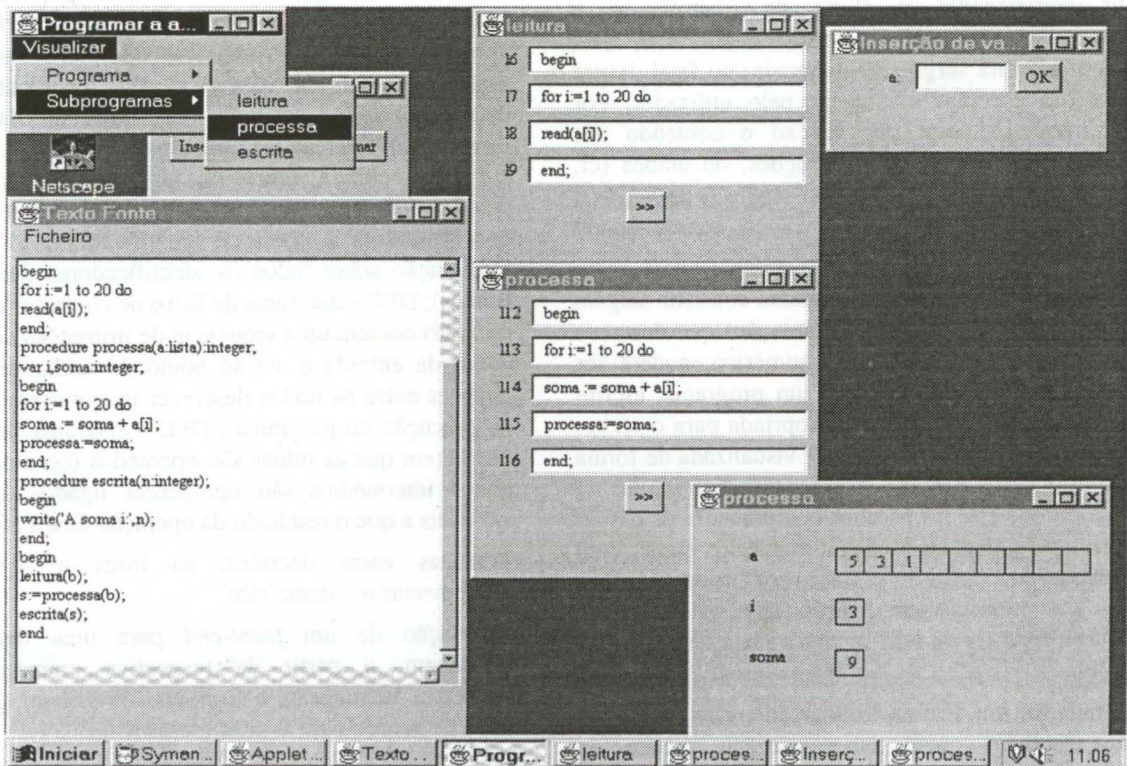 Programar a a...
Visualizar
Programa
Subprogramas
leitura
processa
escrita
Netscape
Texto Fonte
Ficheiro
begin
for i:=1 to 20 do
read(a[i]);
end;
procedure processa(a:lista):integer;
var i,soma:integer;
begin
for i:=1 to 20 do
soma := soma + a[i];
processa:=soma;
end;
procedure escrita(n:integer);
begin
write('A soma i:',n);
end;
begin
leitura(b);
s:=processa(b);
escrita(s);
end.
leitura
16 begin
17 for i:=1 to 20 do
18 read(a[i]);
19 end;
>>
processa
112 begin
113 for i:=1 to 20 do
114 soma := soma + a[i];
115 processa:=soma;
116 end;
>>
Inserção de va...
a OK
processa
a 5 3 1
i 3
soma 9
Iniciar Syman... Applet... Texto... Progr... leitura proces... Inserç... proces... 11:06